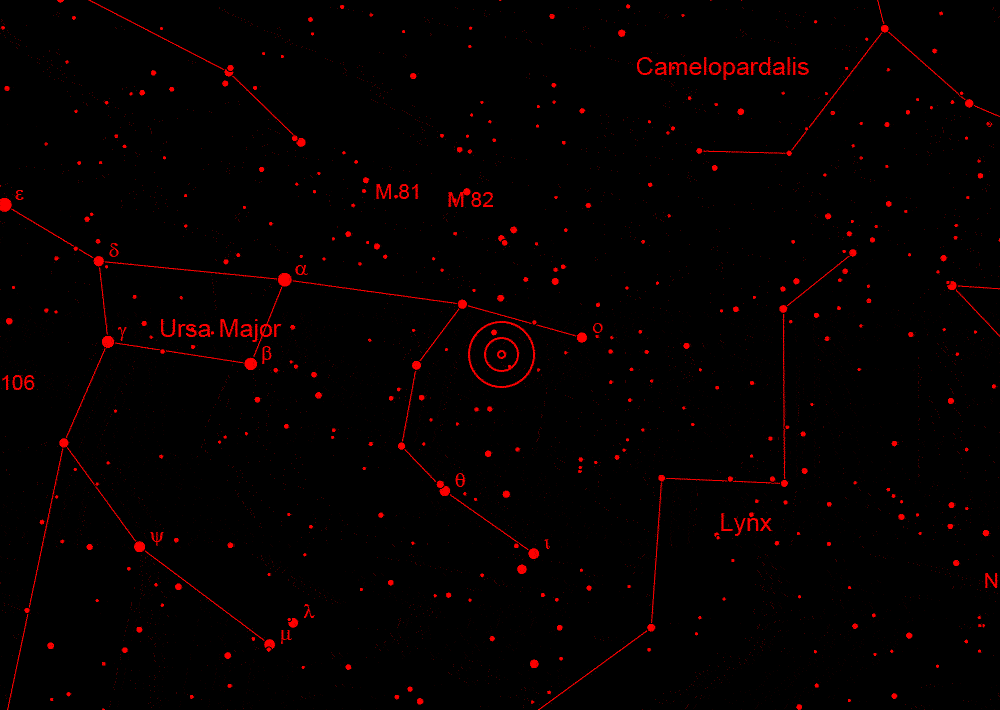 Camelopardalis
M 81
M 82
ε
δ
α
ο
γ
Ursa Major
β
106
θ
Lynx
ψ
ι
N
λ
μ